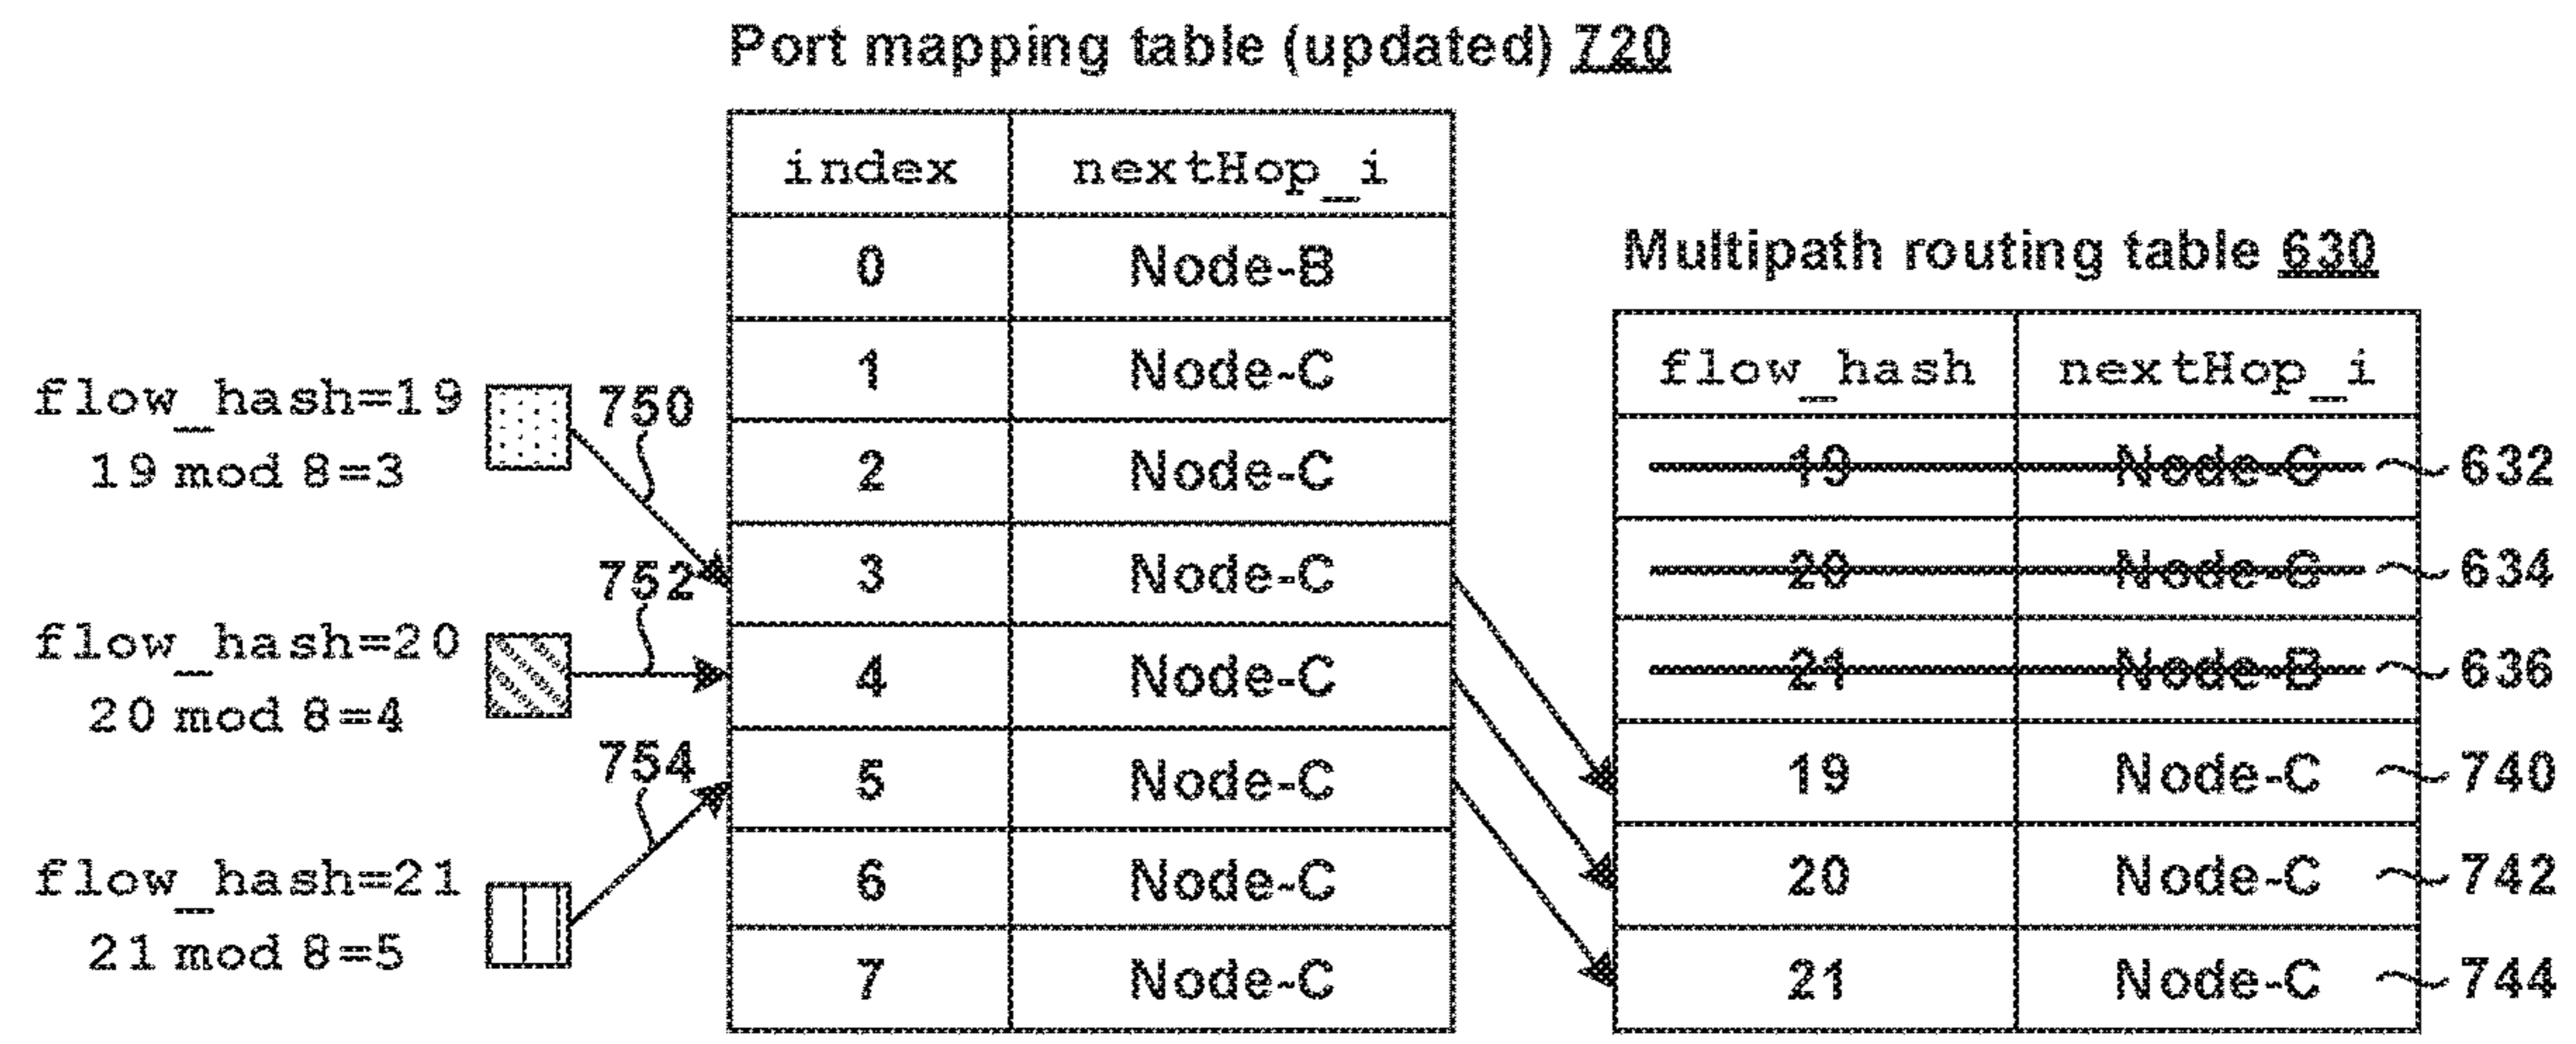 Port mapping table (updated) 720
index nextHop_i
0 Node-B
1 Node-C
2 Node-C
3 Node-C
4 Node-C
5 Node-C
6 Node-C
7 Node-C
flow_hash=19
19 mod 8=3
750
flow_hash=20
20 mod 8=4
752
flow_hash=21
21 mod 8=5
754
Multipath routing table 630
flow_hash nextHop_i
19 Node-C 632
20 Node-C 634
21 Node-B 636
19 Node-C 740
20 Node-C 742
21 Node-C 744